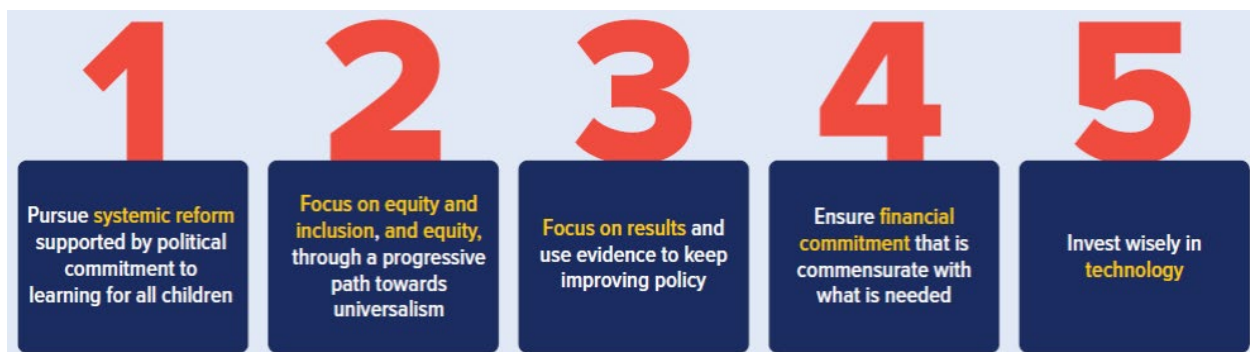 1
Pursue systemic reform
supported by political
commitment to
learning for all children
2
Focus on equity and
inclusion, and equity,
through a progressive
path towards
universalism
3
Focus on results and
use evidence to keep
improving policy
4
Ensure financial
commitment that is
commensurate with
what is needed
5
Invest wisely in
technology